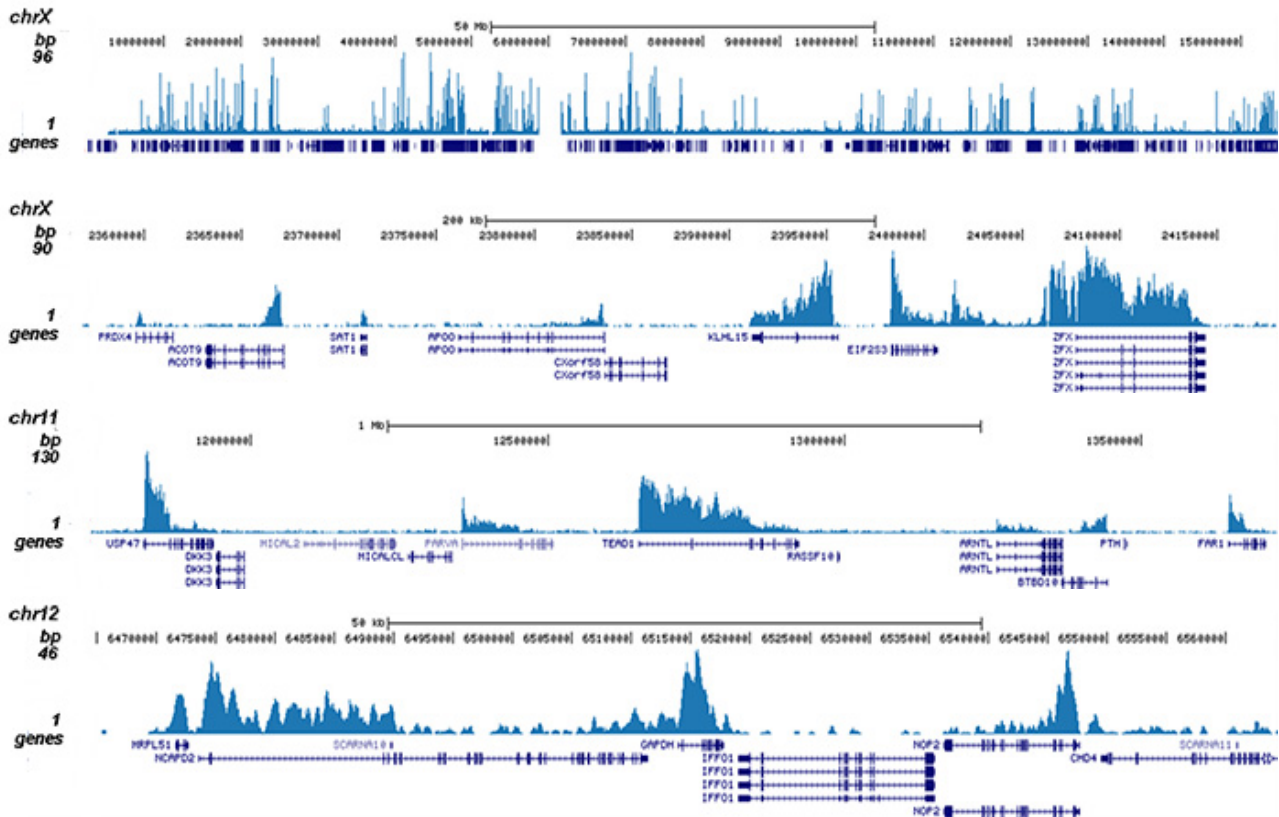 chrX
50 Mb
bp 10000000 20000000 30000000 40000000 50000000 60000000 70000000 80000000 90000000 100000000 110000000 120000000 130000000 140000000 150000000
96
1
genes
chrX
200 kb
bp 23600000 23650000 23700000 23750000 23800000 23850000 23900000 23950000 24000000 24050000 24100000 24150000
90
1
genes
PRDX4 SAT1 APOO KLHL15 ZFX
ACOT9 SAT1 APOO EIF2S3 ZFX
ACOT9 CXorf58 ZFX
CXorf58 ZFX
ZFX
chr11
1 Mb
bp 12000000 12500000 13000000 13500000
130
1
genes
USP47 MICAL2 PARVA TEAD1 ARNTL PTH FAR1
DKK3 MICALCL RASSF10 ARNTL
DKK3 ARNTL
DKK3 BTBD10
chr12
50 kb
bp 6470000 6475000 6480000 6485000 6490000 6495000 6500000 6505000 6510000 6515000 6520000 6525000 6530000 6535000 6540000 6545000 6550000 6555000 6560000
46
1
genes
MRPL51 SCARNA10 GAPDH NOP2 SCARNA11
NCAPD2 IFFO1 CHD4
IFFO1
IFFO1
IFFO1
NOP2